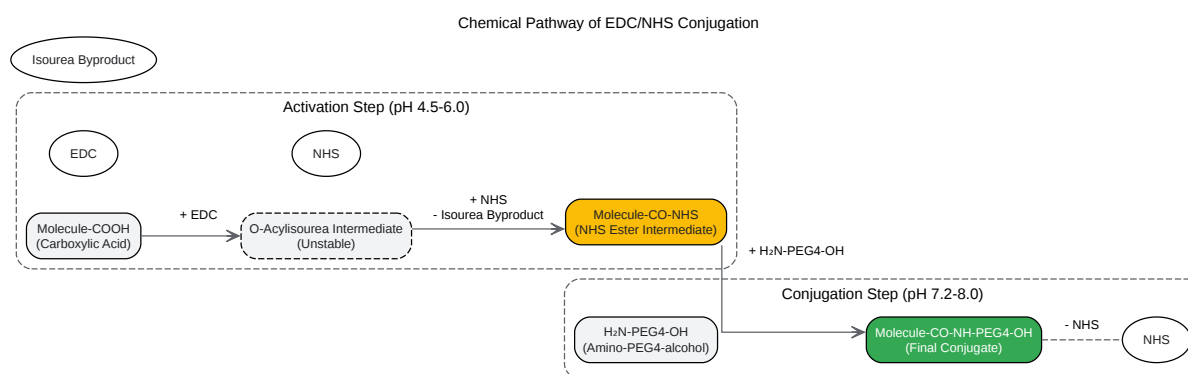 Chemical Pathway of EDC/NHS Conjugation
Isourea Byproduct
Activation Step (pH 4.5-6.0)
EDC
NHS
Molecule-COOH
(Carboxylic Acid)
+ EDC
O-Acylisourea Intermediate
(Unstable)
+ NHS
- Isourea Byproduct
Molecule-CO-NHS
(NHS Ester Intermediate)
+ H₂N-PEG4-OH
Conjugation Step (pH 7.2-8.0)
H₂N-PEG4-OH
(Amino-PEG4-alcohol)
Molecule-CO-NH-PEG4-OH
(Final Conjugate)
- NHS
NHS